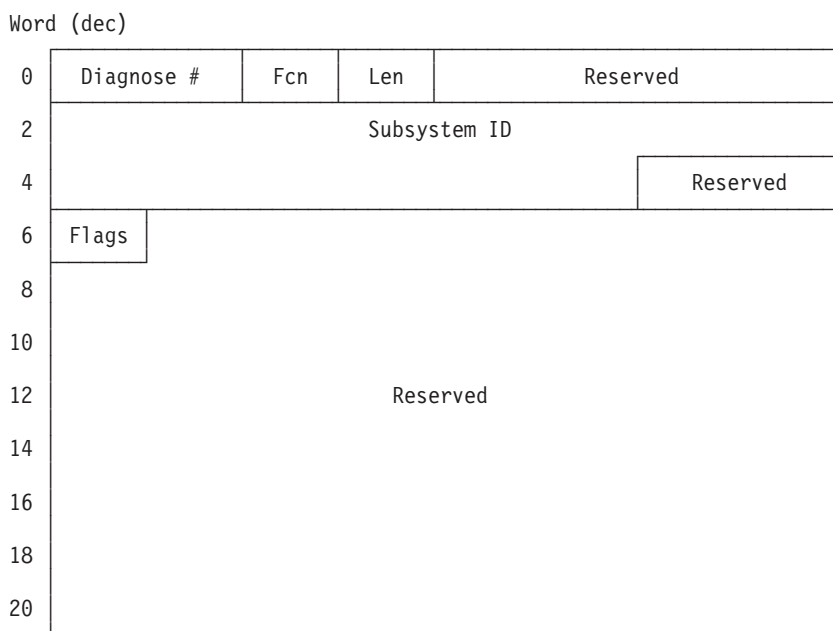 Word (dec)
0 Diagnose # Fcn Len Reserved
2 Subsystem ID
4 Reserved
6 Flags
8
10
12 Reserved
14
16
18
20